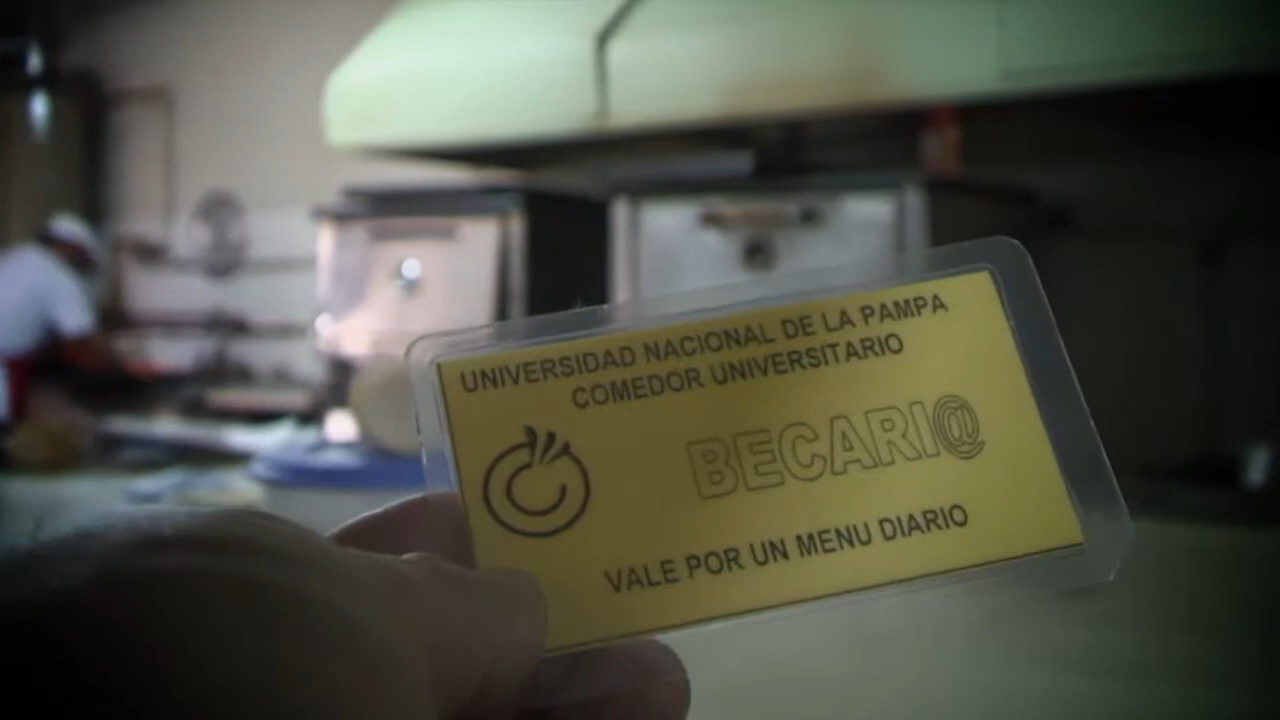 UNIVERSIDAD NACIONAL DE LA PAMPA
COMEDOR UNIVERSITARIO
BECARI@
VALE POR UN MENU DIARIO